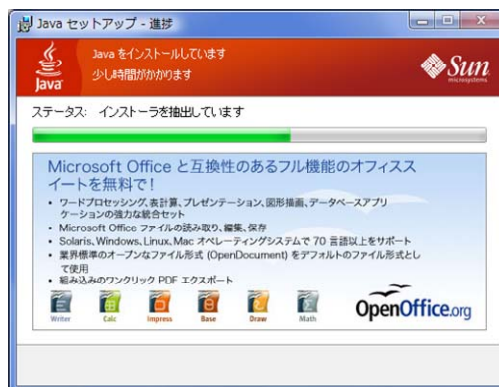 Java セットアップ - 進捗
Java をインストールしています
少し時間がかかります
Java
Sun
microsystems
ステータス: インストーラを抽出しています
Microsoft Office と互換性のあるフル機能のオフィスス
イートを無料で!
• ワードプロセッシング,表計算,プレゼンテーション,図形描画,データベースアプリ
ケーションの強力な統合セット
• Microsoft Office ファイルの読み取り、編集、保存
• Solaris, Windows, Linux, Mac オペレーティングシステムで 70 言語以上をサポート
• 業界標準のオープンなファイル形式 (OpenDocument) をデフォルトのファイル形式とし
て使用
• 組み込みのワンクリック PDF エクスポート
Writer Calc Impress Base Draw Math
OpenOffice.org